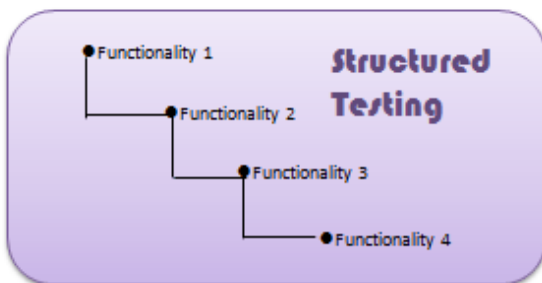 Functionality 1
Structured
Testing
Functionality 2
Functionality 3
Functionality 4